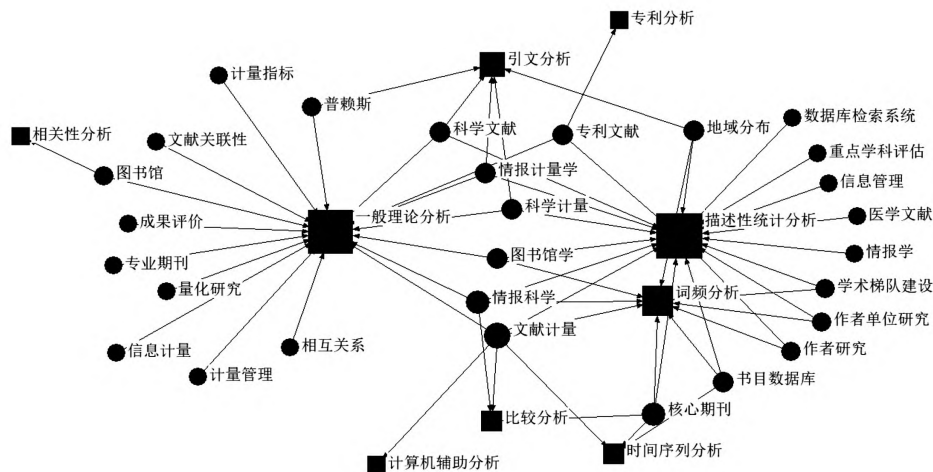 专利分析
引文分析
计量指标
普赖斯
数据库检索系统
科学文献
专利文献
地域分布
相关性分析
文献关联性
重点学科评估
图书馆
情报计量学
信息管理
科学计量
一般理论分析
描述性统计分析
医学文献
成果评价
图书馆学
情报学
专业期刊
量化研究
情报科学
词频分析
学术梯队建设
文献计量
作者单位研究
信息计量
相互关系
作者研究
计量管理
书目数据库
比较分析
核心期刊
计算机辅助分析
时间序列分析